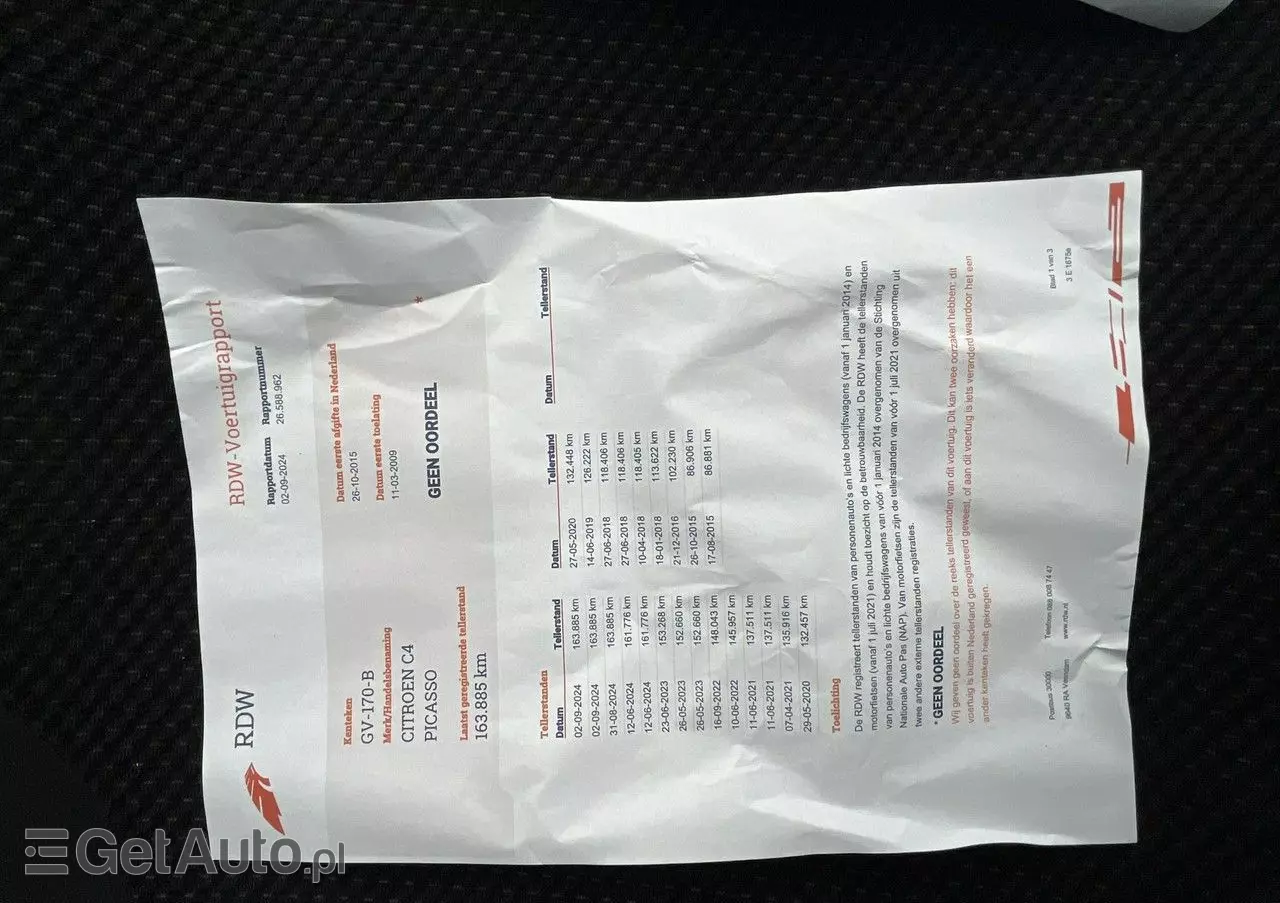 RDW
RDW-Voertuigrapport
Rapportdatum Rapportnummer
02-09-2024 26.588.962
Kenteken
GV-170-B
Merk/Handelsbenaming
CITROEN C4
PICASSO
Laatst geregistreerde tellerstand
163.885 km
Datum eerste afgifte in Nederland
26-10-2015
Datum eerste toelating
11-03-2009
GEEN OORDEEL *
Tellerstanden
Datum Tellerstand Datum Tellerstand Datum Tellerstand
02-09-2024 163.885 km 27-05-2020 132.448 km
02-09-2024 163.885 km 14-06-2019 126.222 km
31-08-2024 163.885 km 27-06-2018 118.406 km
12-06-2024 161.776 km 27-06-2018 118.406 km
12-06-2024 161.776 km 10-04-2018 118.405 km
23-06-2023 153.268 km 18-01-2018 113.622 km
26-05-2023 152.660 km 21-12-2016 102.230 km
26-05-2023 152.660 km 26-10-2015 86.906 km
16-09-2022 148.043 km 17-08-2015 86.881 km
10-06-2022 145.957 km
11-06-2021 137.511 km
11-06-2021 137.511 km
07-04-2021 135.916 km
29-05-2020 132.457 km
Toelichting
De RDW registreert tellerstanden van personenauto's en lichte bedrijfswagens (vanaf 1 januari 2014) en
motorfietsen (vanaf 1 juli 2021) en houdt toezicht op de betrouwbaarheid. De RDW heeft de tellerstanden
van personenauto's en lichte bedrijfswagens van vóór 1 januari 2014 overgenomen van de Stichting
Nationale Auto Pas (NAP). Van motorfietsen zijn de tellerstanden van vóór 1 juli 2021 overgenomen uit
twee andere externe tellerstanden registraties.
* GEEN OORDEEL
Wij geven geen oordeel over de reeks tellerstanden van dit voertuig. Dit kan twee oorzaken hebben: dit
voertuig is buiten Nederland geregistreerd geweest, of aan dit voertuig is iets veranderd waardoor het een
ander kenteken heeft gekregen.
Postbus 30000 Telefoon 088 008 74 47 Blad 1 van 3
9640 RA Veendam www.rdw.nl 3 E 1675a
GetAuto.pl